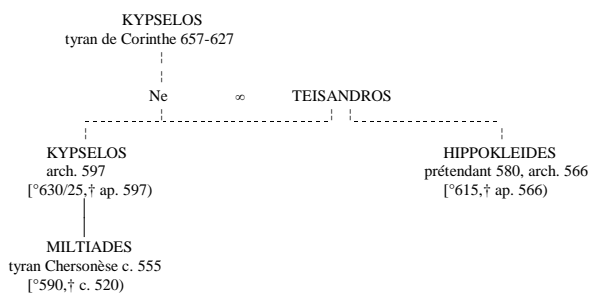 KYPSELOS
tyran de Corinthe 657-627
Ne ∞ TEISANDROS
KYPSELOS
arch. 597
[°630/25,† ap. 597)
HIPPOKLEIDES
prétendant 580, arch. 566
[°615,† ap. 566)
MILTIADES
tyran Chersonèse c. 555
[°590,† c. 520)